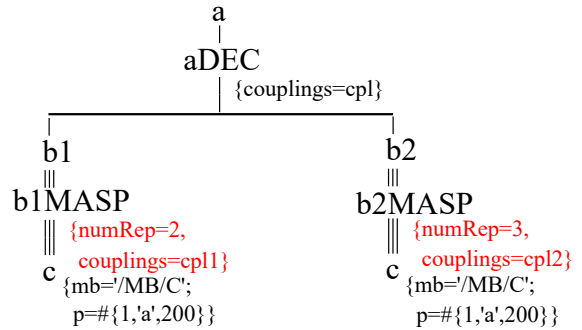 a
aDEC
{couplings=cpl}
b1
b2
b1MASP
b2MASP
{numRep=2,
couplings=cpl1}
{numRep=3,
couplings=cpl2}
c
{mb='/MB/C';
p=#{1,'a',200}}
c
{mb='/MB/C';
p=#{1,'a',200}}